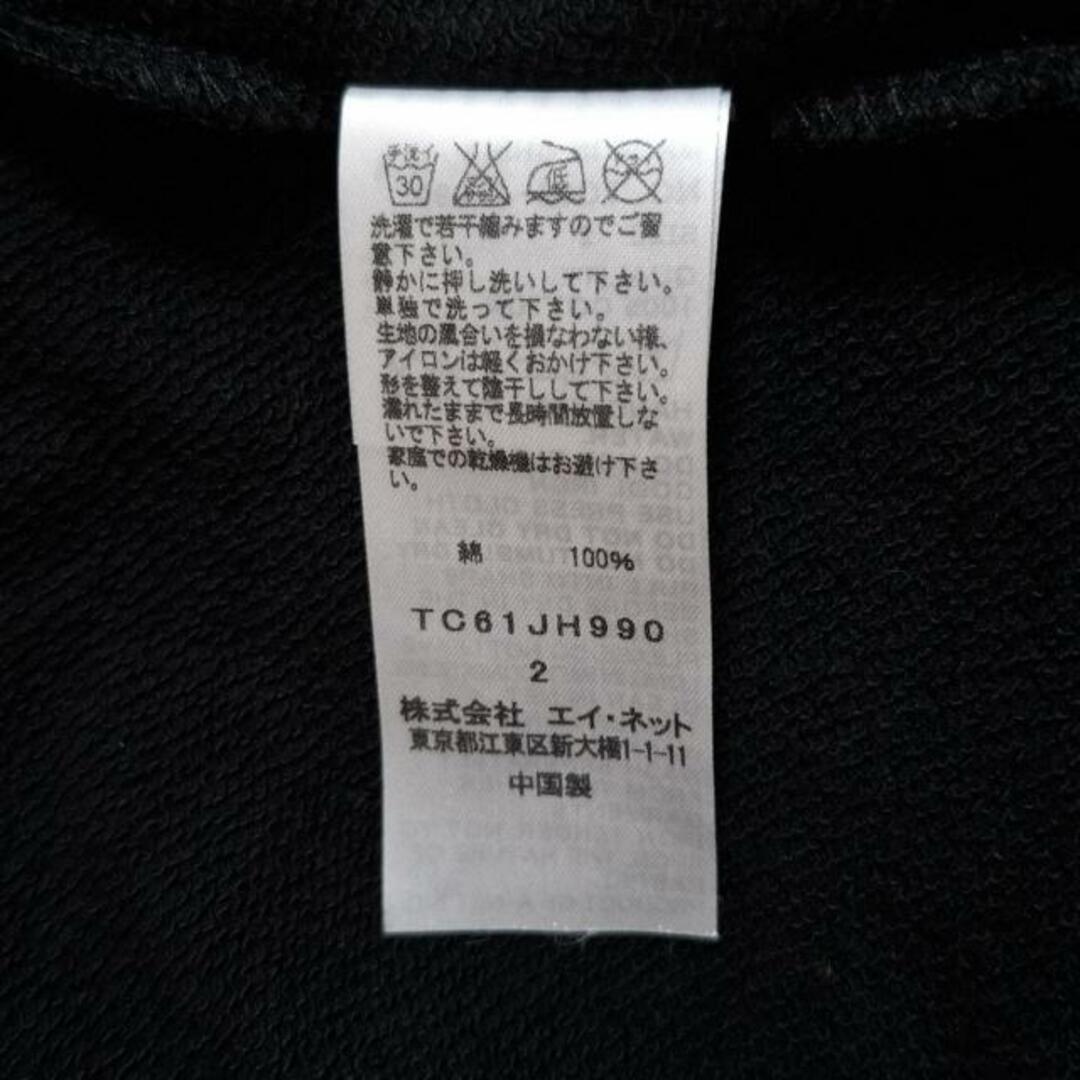 手洗イ
30
低
洗濯で若干縮みますのでご留
意下さい。
静かに押し洗いして下さい。
単独で洗って下さい。
生地の風合いを損なわない様、
アイロンは軽くおかけ下さい。
形を整えて陰干しして下さい。
濡れたままで長時間放置しな
いで下さい。
家庭での乾燥機はお避け下さ
い。
綿 100%
TC61JH990
2
株式会社 エイ・ネット
東京都江東区新大橋1-1-11
中国製